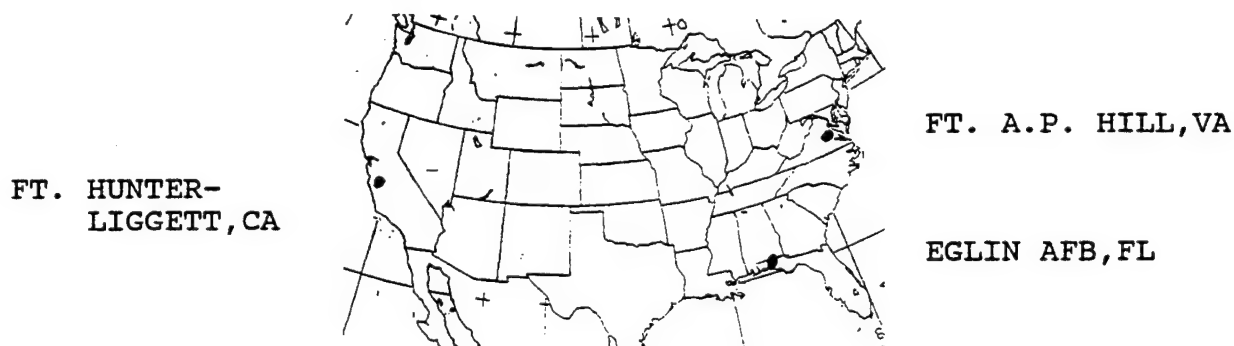 FT. A.P. HILL,VA
FT. HUNTER-
LIGGETT,CA
EGLIN AFB,FL